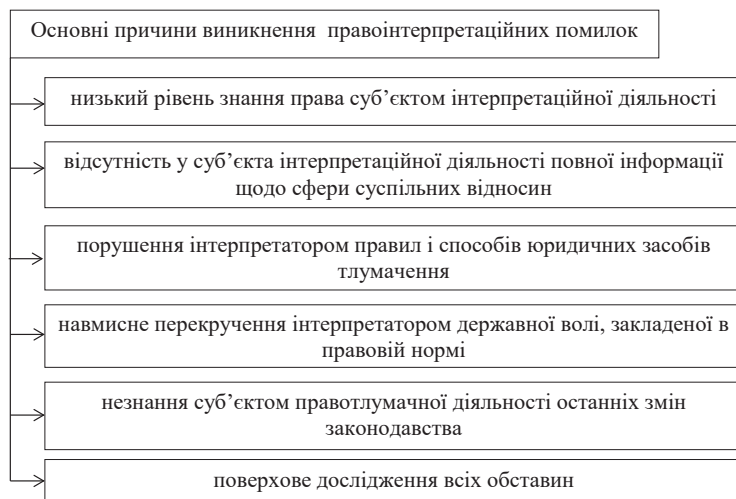 Основні причини виникнення правоінтерпретаційних помилок
низький рівень знання права суб’єктом інтерпретаційної діяльності
відсутність у суб’єкта інтерпретаційної діяльності повної інформації
щодо сфери суспільних відносин
порушення інтерпретатором правил і способів юридичних засобів
тлумачення
навмисне перекручення інтерпретатором державної волі, закладеної в
правовій нормі
незнання суб’єктом правотлумачної діяльності останніх змін
законодавства
поверхове дослідження всіх обставин